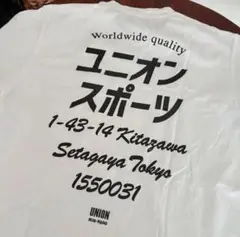 Worldwide quality
ユニオン
スポーツ
1-43-14 Kitazawa
Setagaya Tokyo
1550031
UNION